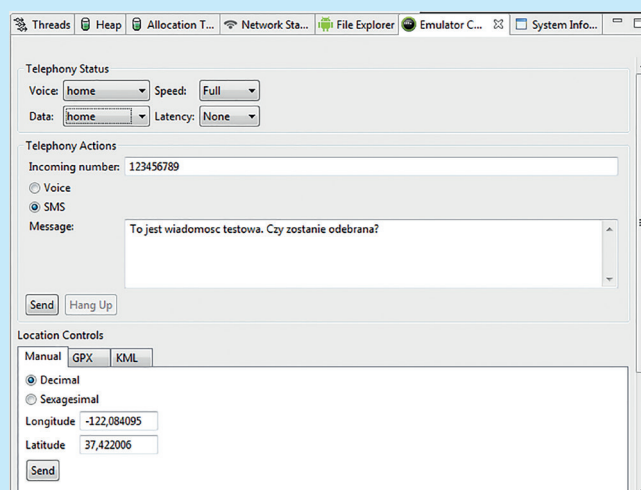 Threads Heap Allocation T... Network Sta... File Explorer Emulator C... System Info...
Telephony Status
Voice: home Speed: Full
Data: home Latency: None
Telephony Actions
Incoming number: 123456789
Voice
SMS
Message: To jest wiadomosc testowa. Czy zostanie odebrana?
Send Hang Up
Location Controls
Manual GPX KML
Decimal
Sexagesimal
Longitude -122,084095
Latitude 37,422006
Send